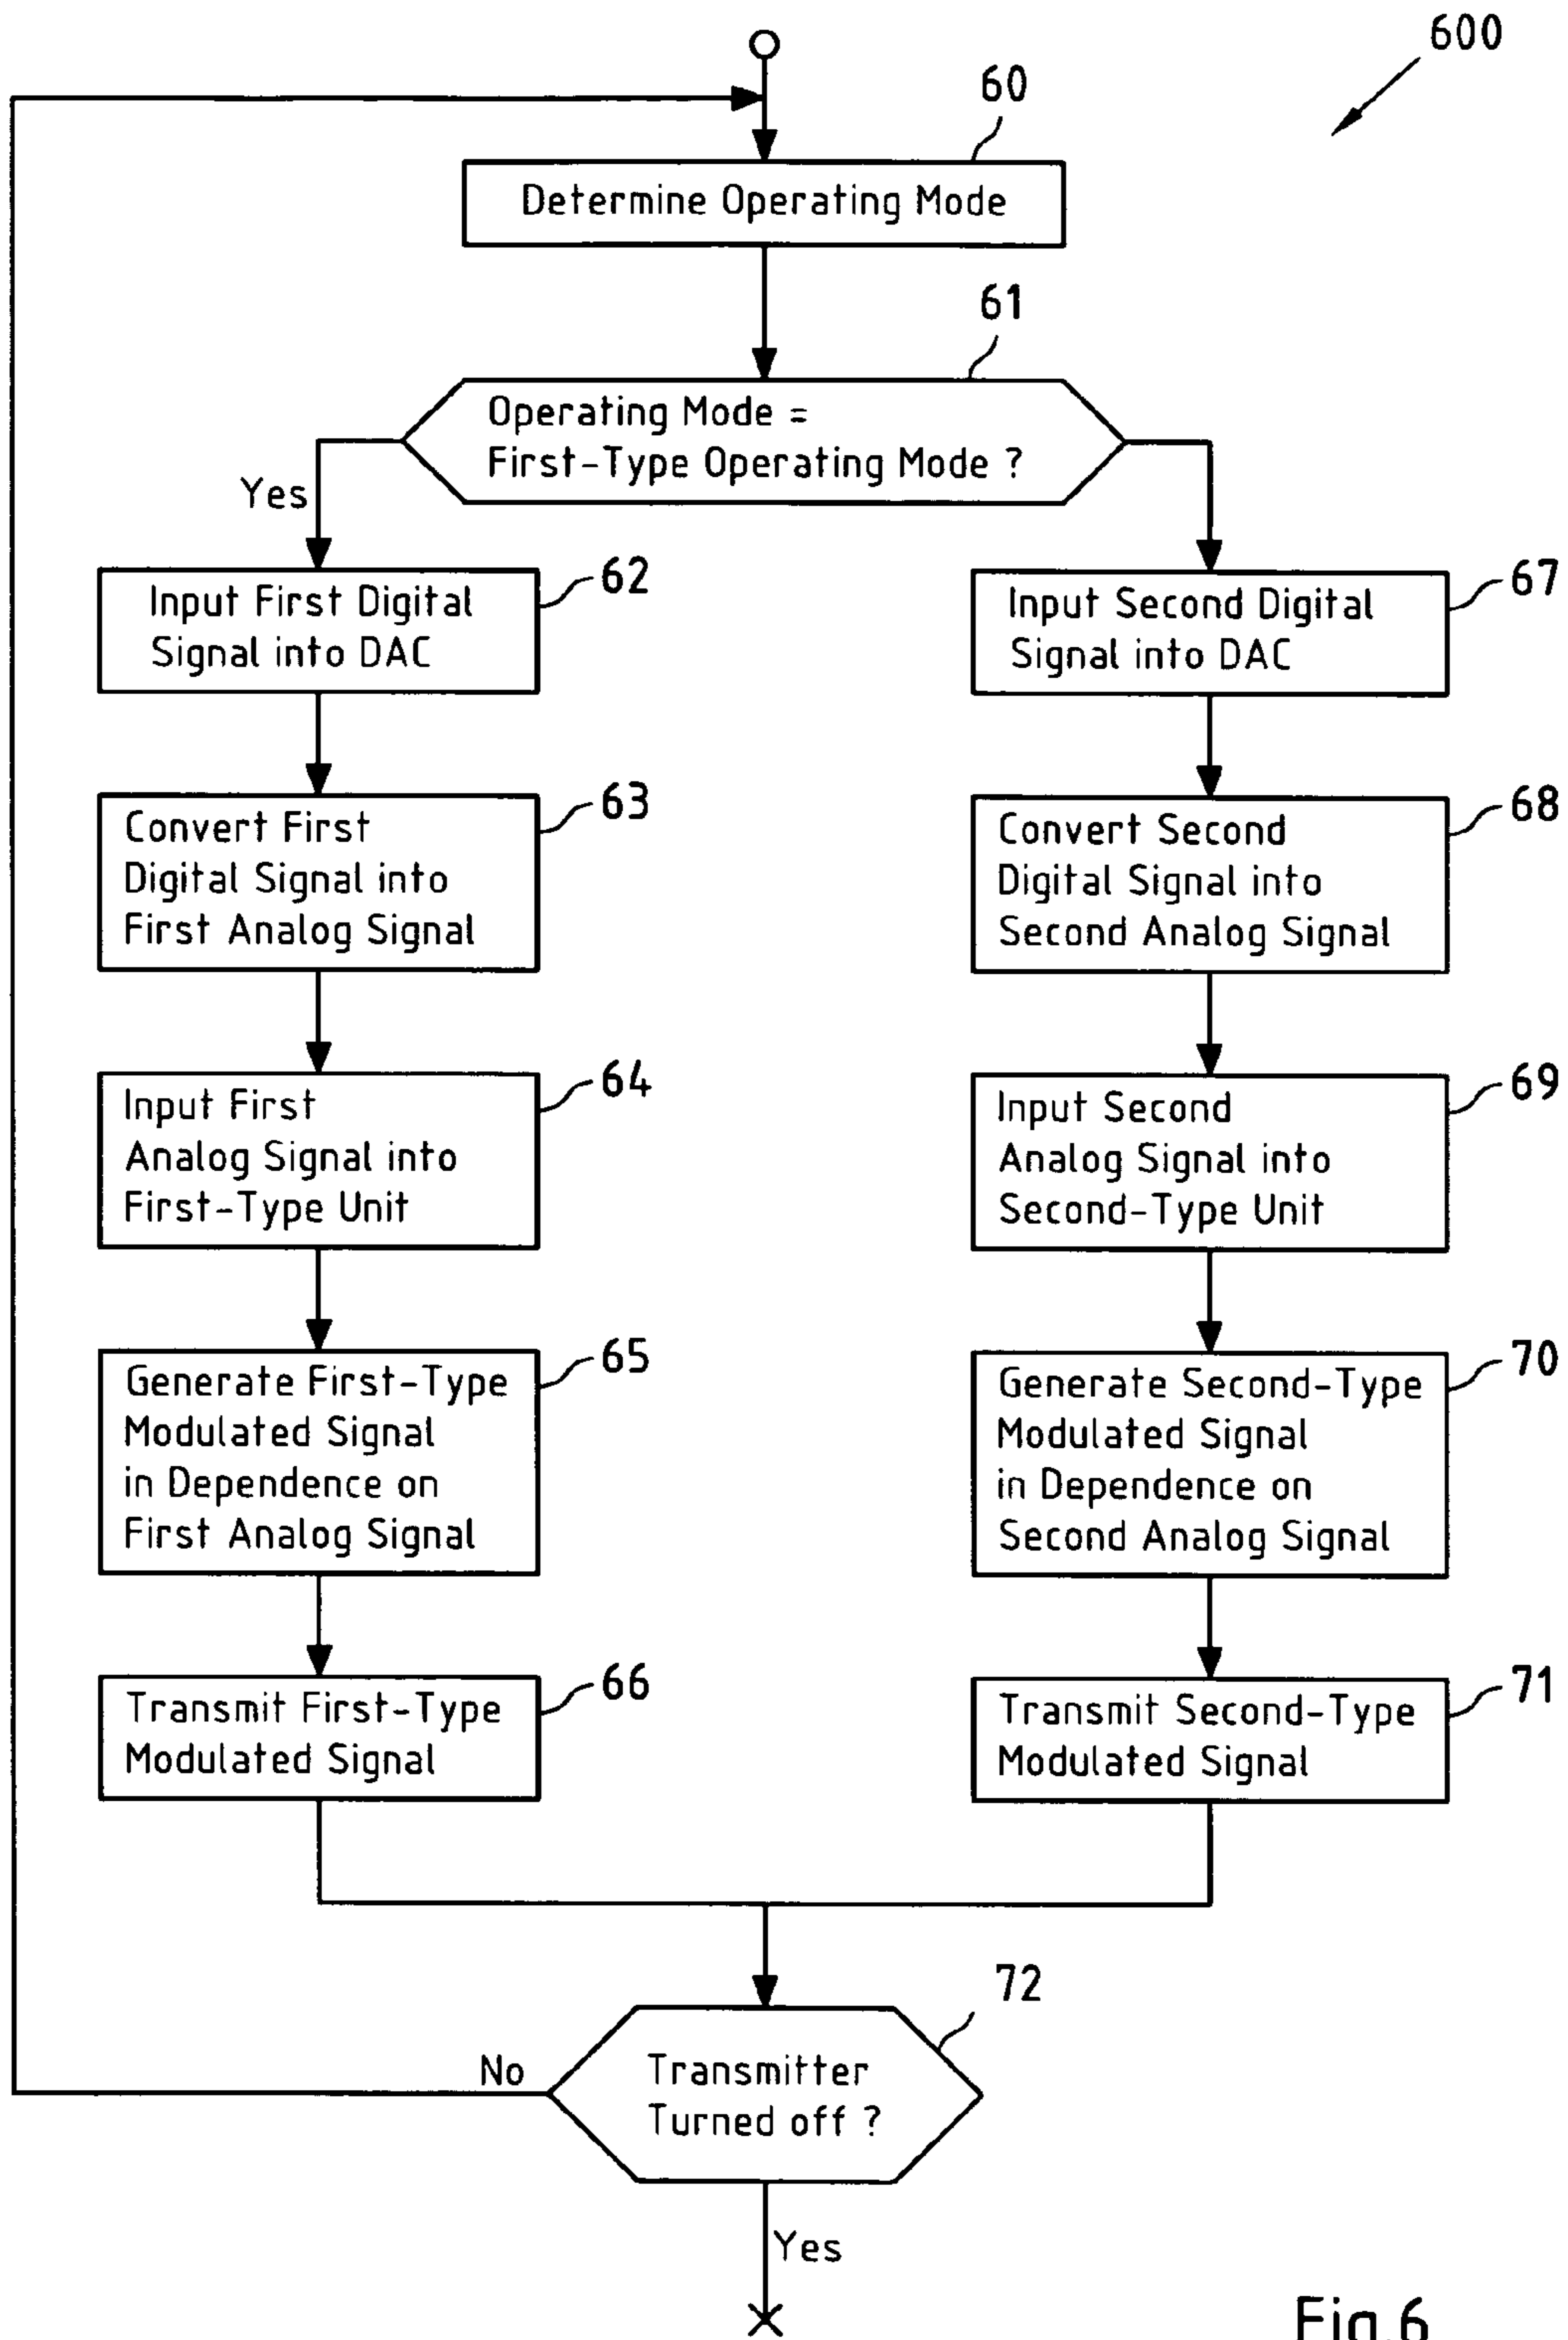 600
60
Determine Operating Mode
61
Operating Mode =
First-Type Operating Mode ?
Yes
62
Input First Digital
Signal into DAC
67
Input Second Digital
Signal into DAC
63
Convert First
Digital Signal into
First Analog Signal
68
Convert Second
Digital Signal into
Second Analog Signal
64
Input First
Analog Signal into
First-Type Unit
69
Input Second
Analog Signal into
Second-Type Unit
65
Generate First-Type
Modulated Signal
in Dependence on
First Analog Signal
70
Generate Second-Type
Modulated Signal
in Dependence on
Second Analog Signal
66
Transmit First-Type
Modulated Signal
71
Transmit Second-Type
Modulated Signal
72
No
Transmitter
Turned off ?
Yes
Fig.6